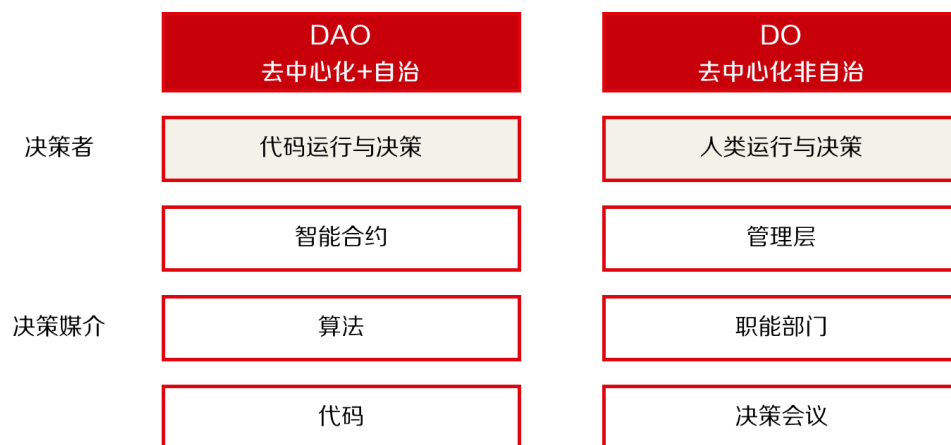 DAO
去中心化+自治
DO
去中心化非自治
决策者
代码运行与决策
人类运行与决策
智能合约
管理层
决策媒介
算法
职能部门
代码
决策会议